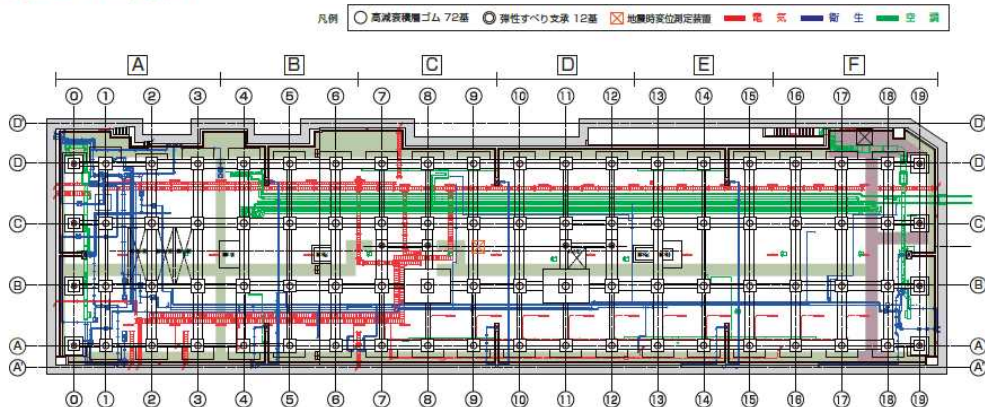 凡例 高減衰積層ゴム 72基 弾性すべり支承 12基 地震時変位測定装置 電 気 衛 生 空 調
A B C D E F
0 1 2 3 4 5 6 7 8 9 10 11 12 13 14 15 16 17 18 19
D' D'
D D
C C
B B
A A
A' A'
0 1 2 3 4 5 6 7 8 9 10 11 12 13 14 15 16 17 18 19